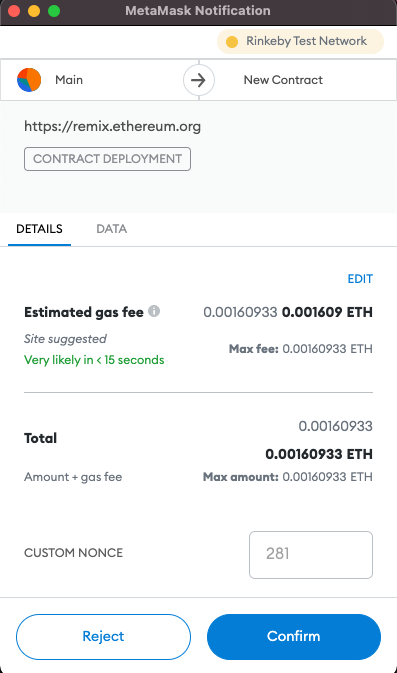 MetaMask Notification
Rinkeby Test Network
Main
New Contract
https://remix.ethereum.org
CONTRACT DEPLOYMENT
DETAILS DATA
EDIT
Estimated gas fee 0.00160933 0.001609 ETH
Site suggested
Very likely in < 15 seconds
Max fee: 0.00160933 ETH
0.00160933
Total
0.00160933 ETH
Amount + gas fee
Max amount: 0.00160933 ETH
CUSTOM NONCE 281
Reject Confirm